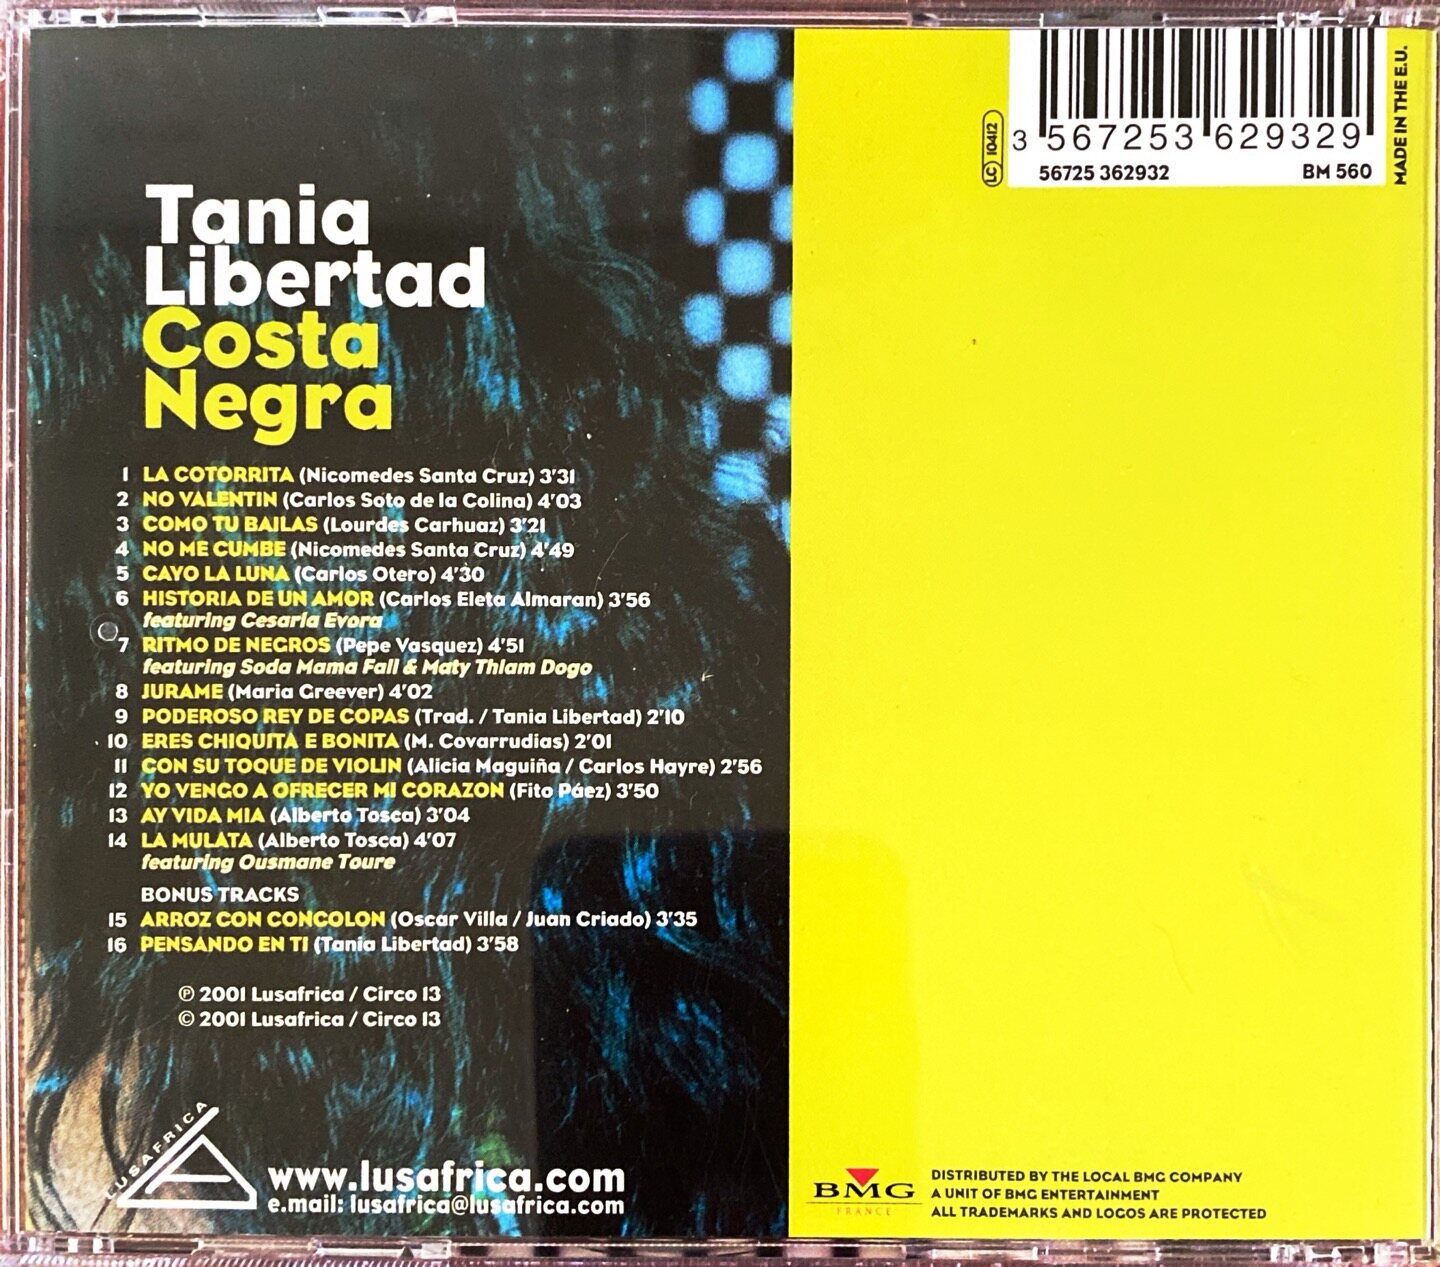 Tania
Libertad
Costa
Negra
1 LA COTORRITA (Nicomedes Santa Cruz) 3'31
2 NO VALENTIN (Carlos Soto de la Colina) 4'03
3 COMO TU BAILAS (Lourdes Carhuaz) 3'21
4 NO ME CUMBE (Nicomedes Santa Cruz) 4'49
5 CAYO LA LUNA (Carlos Otero) 4'30
6 HISTORIA DE UN AMOR (Carlos Eleta Almaran) 3'56
featuring Cesaria Evora
7 RITMO DE NEGROS (Pepe Vasquez) 4'51
featuring Soda Mama Fall & Maty Thiam Dogo
8 JURAME (Maria Greever) 4'02
9 PODEROSO REY DE COPAS (Trad. / Tania Libertad) 2'10
10 ERES CHIQUITA E BONITA (M. Covarrudias) 2'01
11 CON SU TOQUE DE VIOLIN (Alicia Maguiña / Carlos Hayre) 2'56
12 YO VENGO A OFRECER MI CORAZON (Fito Páez) 3'50
13 AY VIDA MIA (Alberto Tosca) 3'04
14 LA MULATA (Alberto Tosca) 4'07
featuring Ousmane Toure
BONUS TRACKS
15 ARROZ CON CONCOLON (Oscar Villa / Juan Criado) 3'35
16 PENSANDO EN TI (Tania Libertad) 3'58
℗ 2001 Lusafrica / Circo 13
© 2001 Lusafrica / Circo 13
LUSAFRICA
www.lusafrica.com
e.mail: lusafrica@lusafrica.com
LC 10412
3 567253 629329
56725 362932 BM 560
MADE IN THE E.U.
BMG
FRANCE
DISTRIBUTED BY THE LOCAL BMG COMPANY
A UNIT OF BMG ENTERTAINMENT
ALL TRADEMARKS AND LOGOS ARE PROTECTED